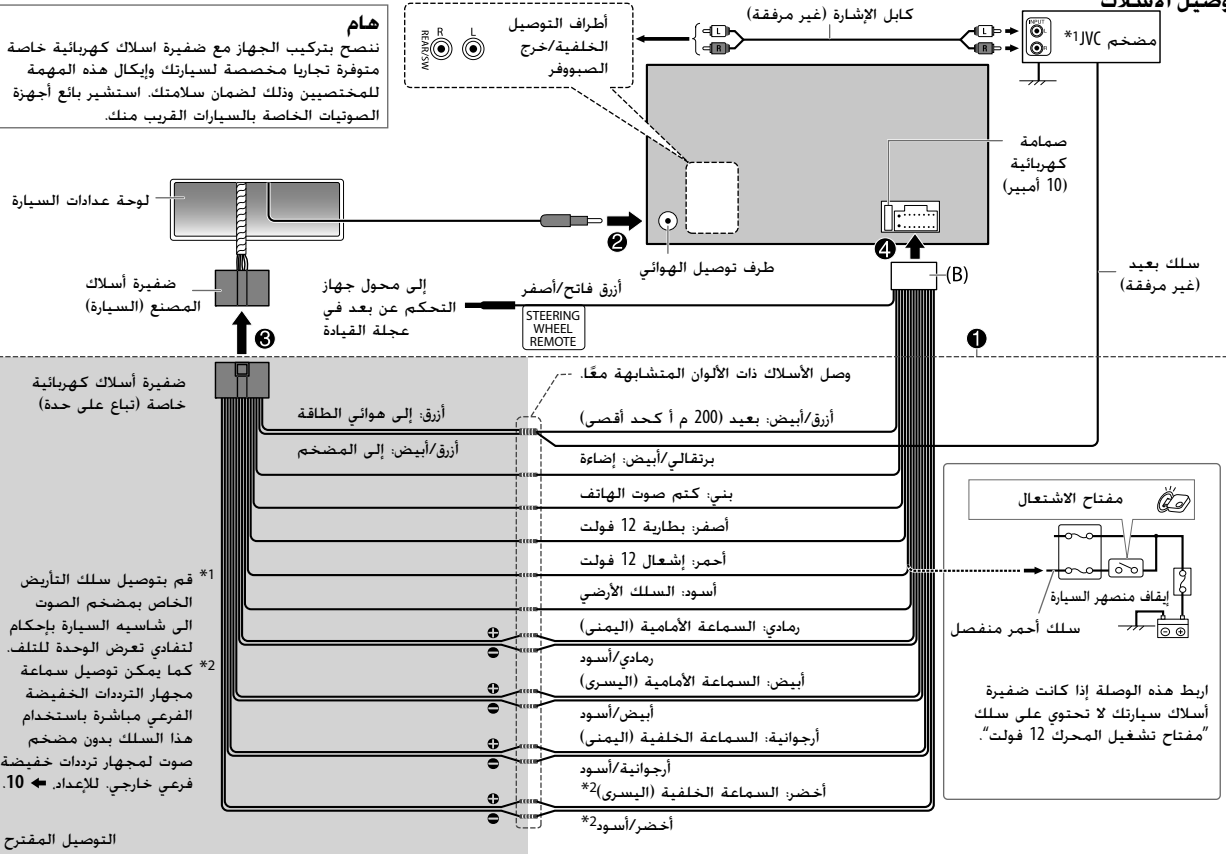 توصيل الأسلاك
هام
ننصح بتركيب الجهاز مع ضفيرة اسلاك كهربائية خاصة
متوفرة تجاريا مخصصة لسيارتك وإيكال هذه المهمة
للمختصيين وذلك لضمان سلامتك. استشير بائع أجهزة
الصوتيات الخاصة بالسيارات القريب منك.
أطراف التوصيل
الخلفية/خرج
الصبووفر
R L
REAR/SW
كابل الإشارة (غير مرفقة)
L
R
L
R
INPUT
L
R
مضخم JVC*1
صمامة
كهربائية
(10 أمبير)
سلك بعيد
(غير مرفقة)
لوحة عدادات السيارة
2
طرف توصيل الهوائي
4
(B)
ضفيرة أسلاك
المصنع (السيارة)
3
إلى محول جهاز
التحكم عن بعد في
عجلة القيادة
أزرق فاتح/أصفر
STEERING
WHEEL
REMOTE
1
ضفيرة أسلاك كهربائية
خاصة (تباع على حدة)
وصل الأسلاك ذات الألوان المتشابهة معًا.
أزرق: إلى هوائي الطاقة
أزرق/أبيض: إلى المضخم
أزرق/أبيض: بعيد (200 م أ كحد أقصى)
برتقالي/أبيض: إضاءة
بني: كتم صوت الهاتف
أصفر: بطارية 12 فولت
أحمر: إشعال 12 فولت
أسود: السلك الأرضي
رمادي: السماعة الأمامية (اليمنى)
رمادي/أسود
أبيض: السماعة الأمامية (اليسرى)
أبيض/أسود
أرجوانية: السماعة الخلفية (اليمنى)
أرجوانية/أسود
أخضر: السماعة الخلفية (اليسرى)*2
أخضر/أسود*2
مفتاح الاشتعال
إيقاف منصهر السيارة
سلك أحمر منفصل
اربط هذه الوصلة إذا كانت ضفيرة
أسلاك سيارتك لا تحتوي على سلك
"مفتاح تشغيل المحرك 12 فولت".
*1 قم بتوصيل سلك التأريض
الخاص بمضخم الصوت
الى شاسيه السيارة بإحكام
لتفادي تعرض الوحدة للتلف.
*2 كما يمكن توصيل سماعة
مجهار الترددات الخفيضة
الفرعي مباشرة باستخدام
هذا السلك بدون مضخم
صوت لمجهار ترددات خفيضة
فرعي خارجي. للإعداد, ➜ 10.
التوصيل المقترح